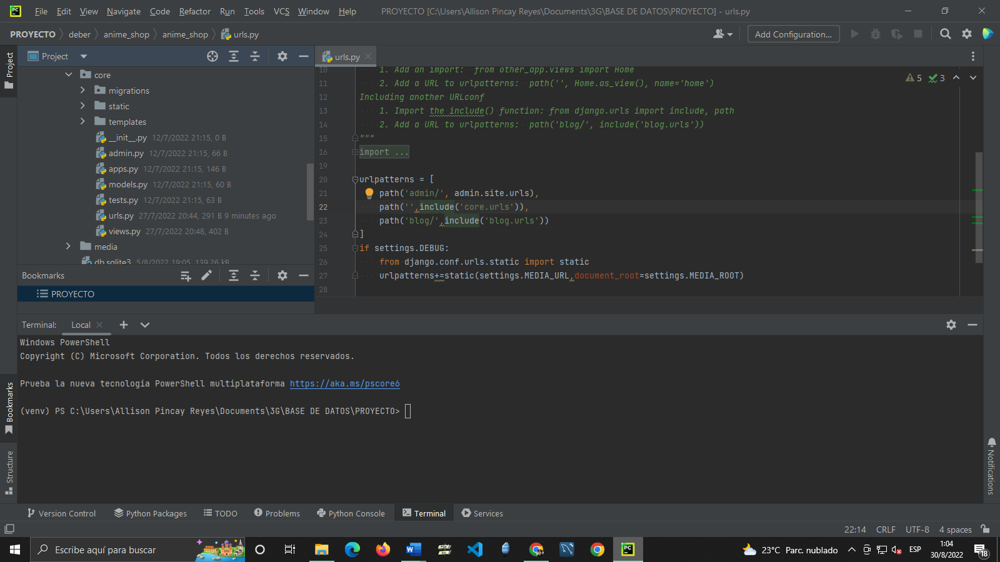 PC File Edit View Navigate Code Refactor Run Tools VCS Window Help PROYECTO [C:\Users\Allison Pincay Reyes\Documents\3G\BASE DE DATOS\PROYECTO] - urls.py
PROYECTO deber anime_shop anime_shop urls.py Add Configuration...
Project
Project
urls.py
core
migrations
static
templates
__init__.py 12/7/2022 21:15, 0 B
admin.py 12/7/2022 21:15, 66 B
apps.py 12/7/2022 21:15, 146 B
models.py 12/7/2022 21:15, 60 B
tests.py 12/7/2022 21:15, 63 B
urls.py 27/7/2022 20:44, 291 B 9 minutes ago
views.py 27/7/2022 20:48, 402 B
media
db.sqlite3 5/8/2022 19:05, 139.26 kB
Bookmarks
PROYECTO
10 1. Add an import:  from other_app.views import Home
11 2. Add a URL to urlpatterns:  path('', Home.as_view(), name='home')
12 Including another URLconf
13 1. Import the include() function: from django.urls import include, path
14 2. Add a URL to urlpatterns:  path('blog/', include('blog.urls'))
15 """
16 import ...
19
20 urlpatterns = [
21 path('admin/', admin.site.urls),
22 path('',include('core.urls')),
23 path('blog/',include('blog.urls'))
24 ]
25 if settings.DEBUG:
26 from django.conf.urls.static import static
27 urlpatterns+=static(settings.MEDIA_URL,document_root=settings.MEDIA_ROOT)
28
5 3
Terminal: Local
Windows PowerShell
Copyright (C) Microsoft Corporation. Todos los derechos reservados.
Prueba la nueva tecnología PowerShell multiplataforma https://aka.ms/pscore6
(venv) PS C:\Users\Allison Pincay Reyes\Documents\3G\BASE DE DATOS\PROYECTO>
Bookmarks
Structure
Notifications
Version Control Python Packages TODO Problems Python Console Terminal Services
22:14 CRLF UTF-8 4 spaces
Escribe aquí para buscar
23°C Parc. nublado ESP 1:04
30/8/2022
18